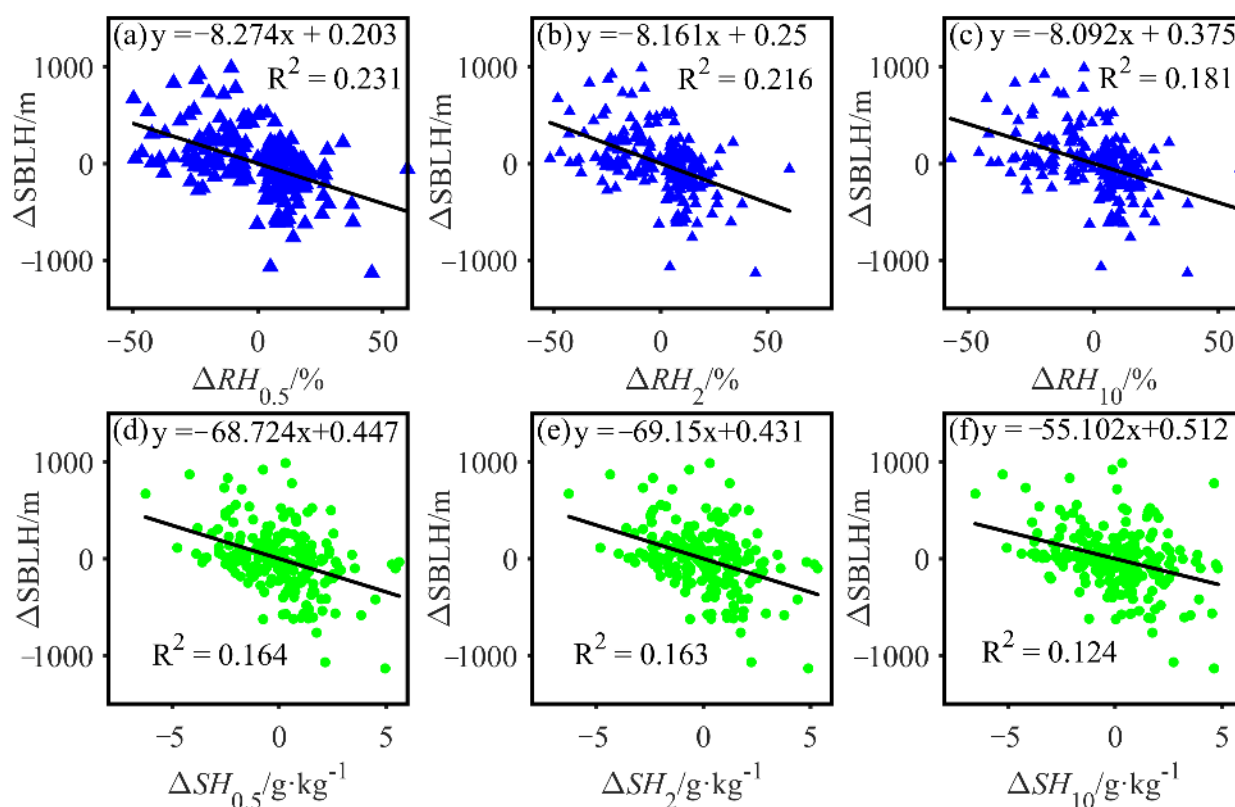 (a) y =−8.274x + 0.203
R² = 0.231
ΔSBLH/m
1000
0
−1000
−50 0 50
ΔRH0.5/%
(b) y =−8.161x + 0.25
R² = 0.216
ΔSBLH/m
1000
0
−1000
−50 0 50
ΔRH2/%
(c) y =−8.092x + 0.375
R² = 0.181
ΔSBLH/m
1000
0
−1000
−50 0 50
ΔRH10/%
(d) y =−68.724x+0.447
R² = 0.164
ΔSBLH/m
1000
0
−1000
−5 0 5
ΔSH0.5/g·kg⁻¹
(e) y =−69.15x+0.431
R² = 0.163
ΔSBLH/m
1000
0
−1000
−5 0 5
ΔSH2/g·kg⁻¹
(f) y = −55.102x+0.512
R² = 0.124
ΔSBLH/m
1000
0
−1000
−5 0 5
ΔSH10/g·kg⁻¹